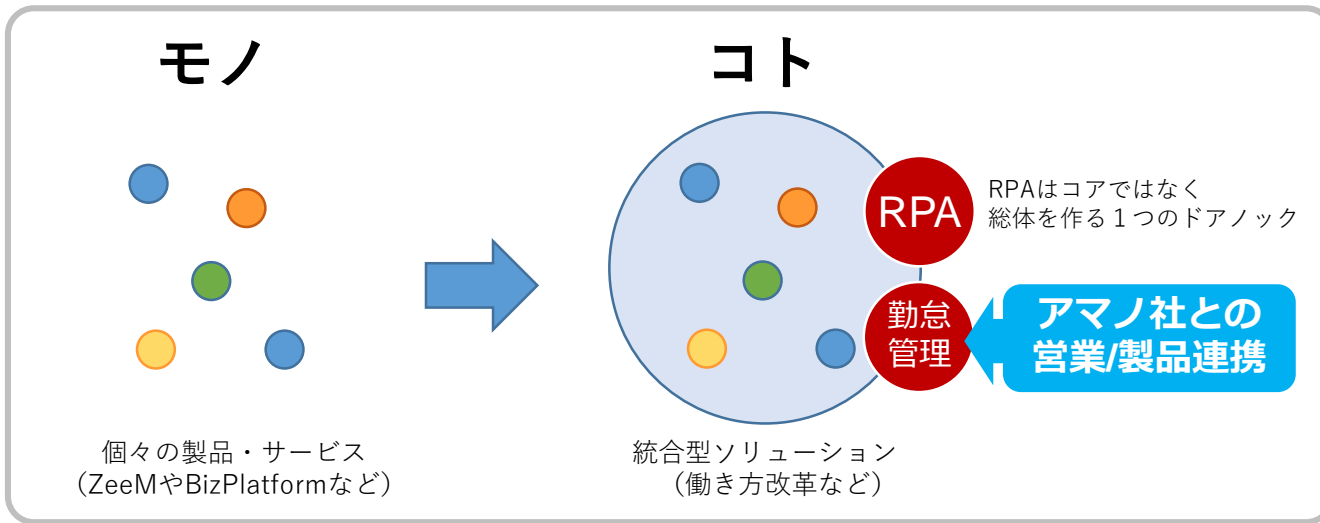 モノ
コト
RPA
RPAはコアではなく
総体を作る１つのドアノック
勤怠
管理
アマノ社との
営業/製品連携
個々の製品・サービス
（ZeeMやBizPlatformなど）
統合型ソリューション
（働き方改革など）